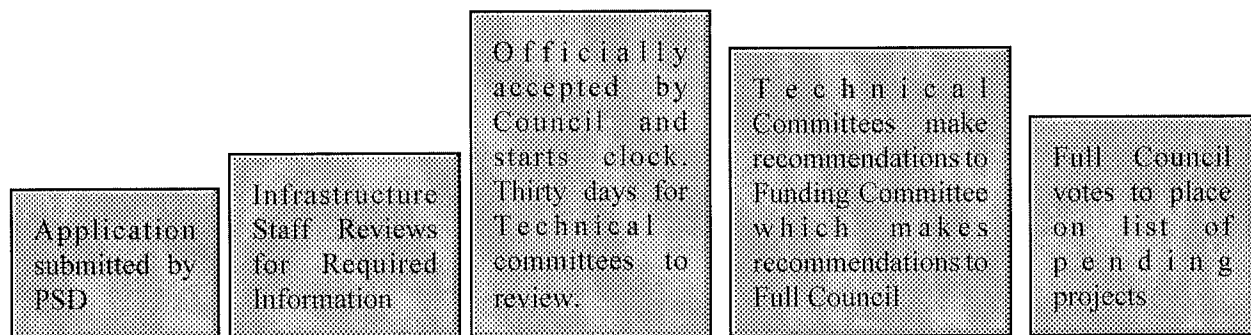 Application
submitted by
PSD
Infrastructure
Staff Reviews
for Required
Information
Officially
accepted by
Council and
starts clock.
Thirty days for
Technical
committees to
review.
Technical
Committees make
recommendations to
Funding Committee
which makes
recommendations to
Full Council
Full Council
votes to place
on list of
pending
projects